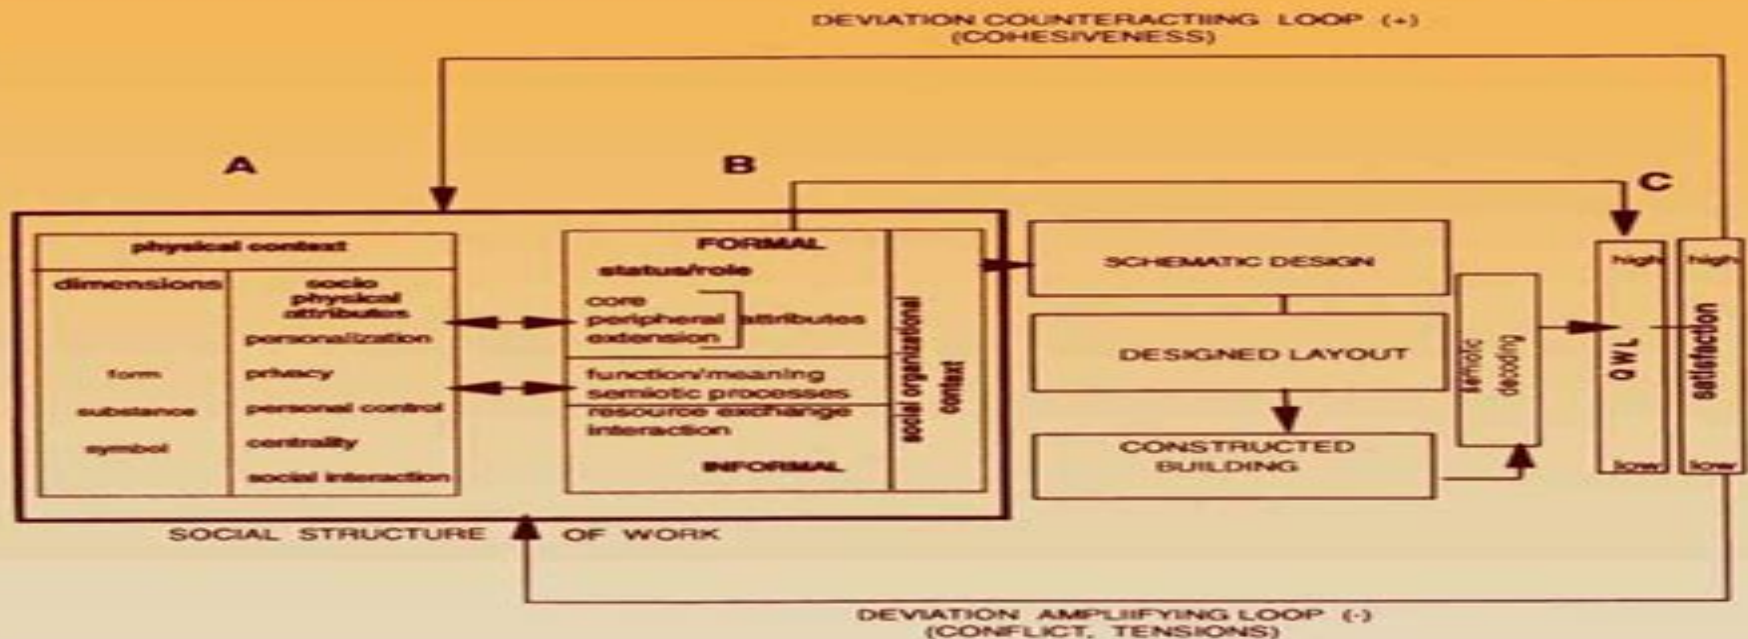 DEVIATION COUNTERACTIING LOOP (+)
(COHESIVENESS)
A
B
C
physical context
dimensions
socio
physical
attributes
personalization
form
privacy
substance
personal control
symbol
centrality
social interaction
FORMAL
status/role
core
peripheral attributes
extension
function/meaning
semiotic processes
resource exchange
interaction
INFORMAL
social organizational
context
SCHEMATIC DESIGN
DESIGNED LAYOUT
CONSTRUCTED
BUILDING
decoding
high
QWL
low
high
satisfaction
low
SOCIAL STRUCTURE OF WORK
DEVIATION AMPLIIFYING LOOP (-)
(CONFLICT, TENSIONS)